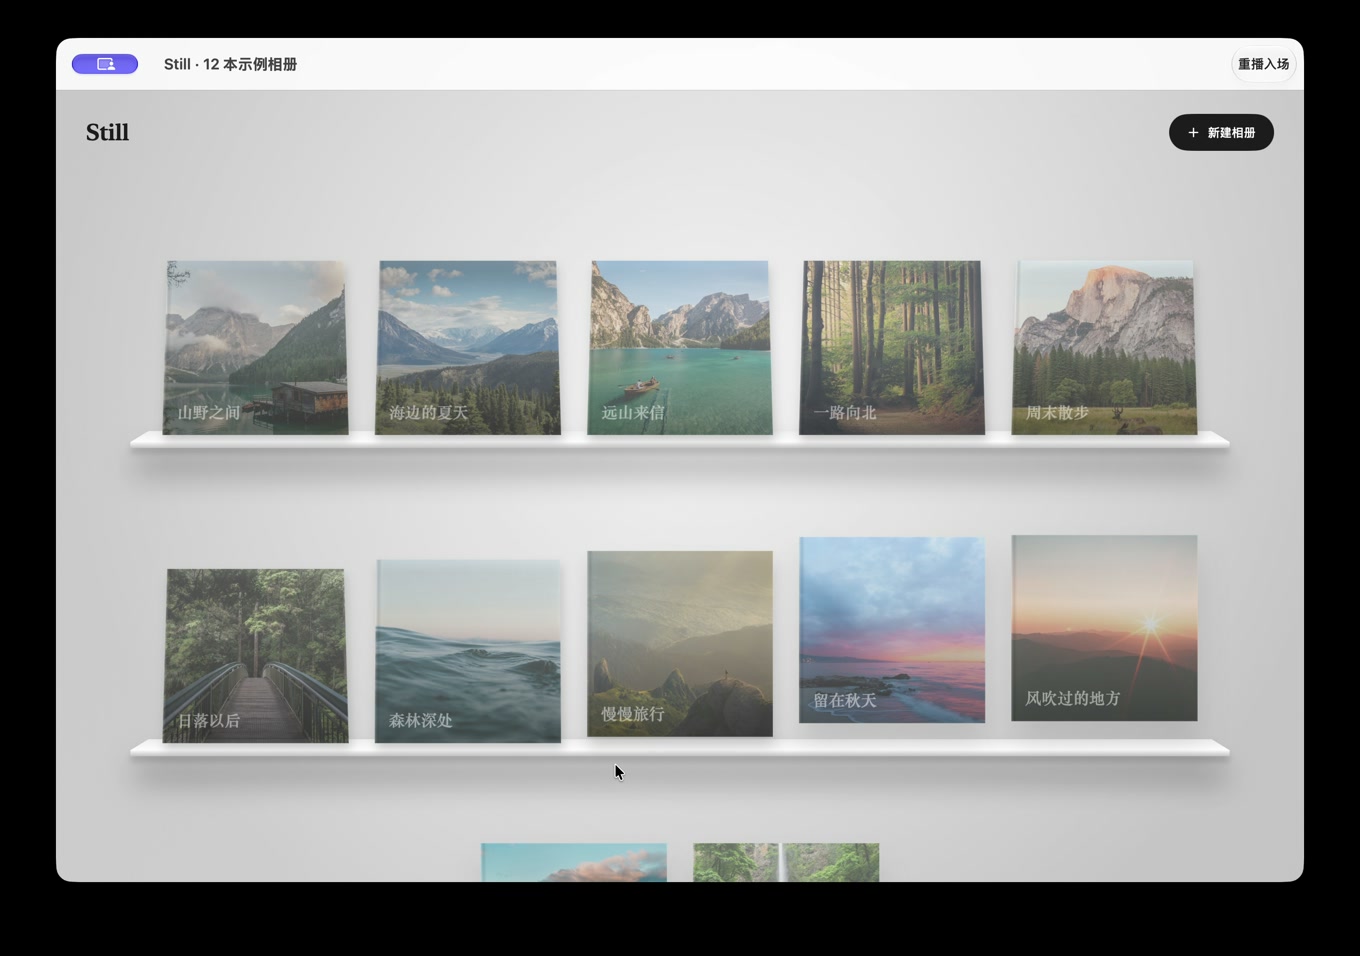 Still · 12 本示例相册
重播入场
Still
+ 新建相册
山野之间
海边的夏天
远山来信
一路向北
周末散步
日落以后
森林深处
慢慢旅行
留在秋天
风吹过的地方